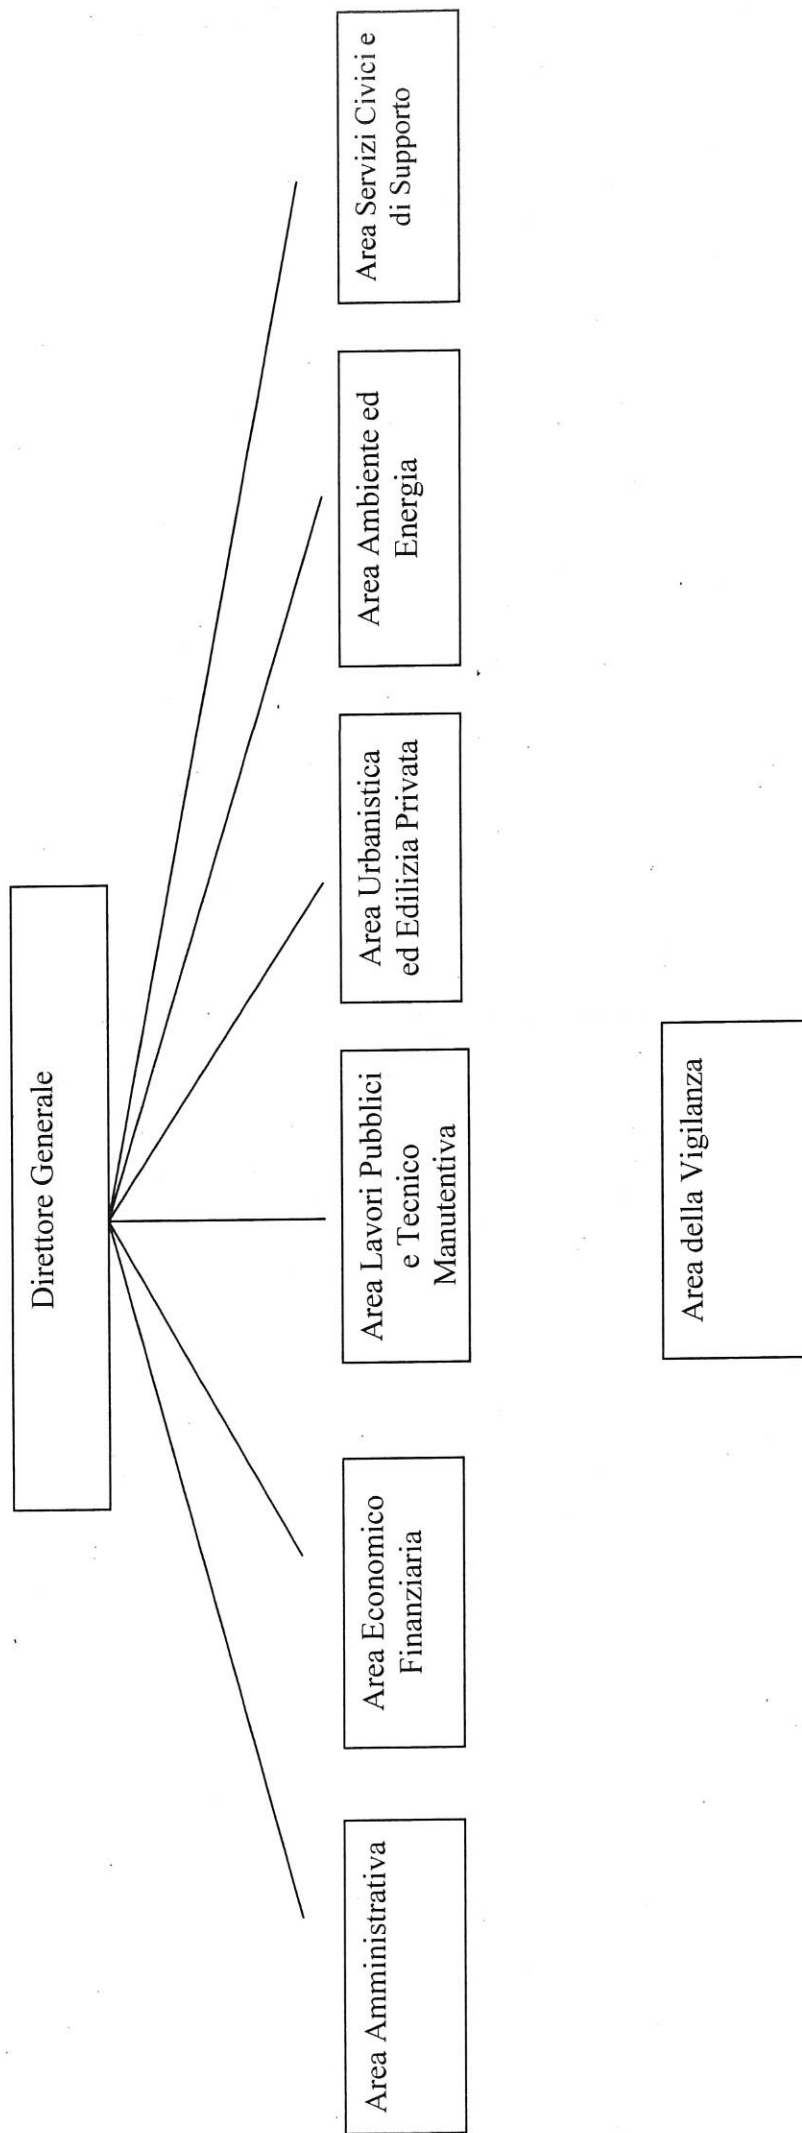 Direttore Generale
Area Amministrativa
Area Economico
Finanziaria
Area Lavori Pubblici
e Tecnico
Manutentiva
Area Urbanistica
ed Edilizia Privata
Area Ambiente ed
Energia
Area Servizi Civici e
di Supporto
Area della Vigilanza